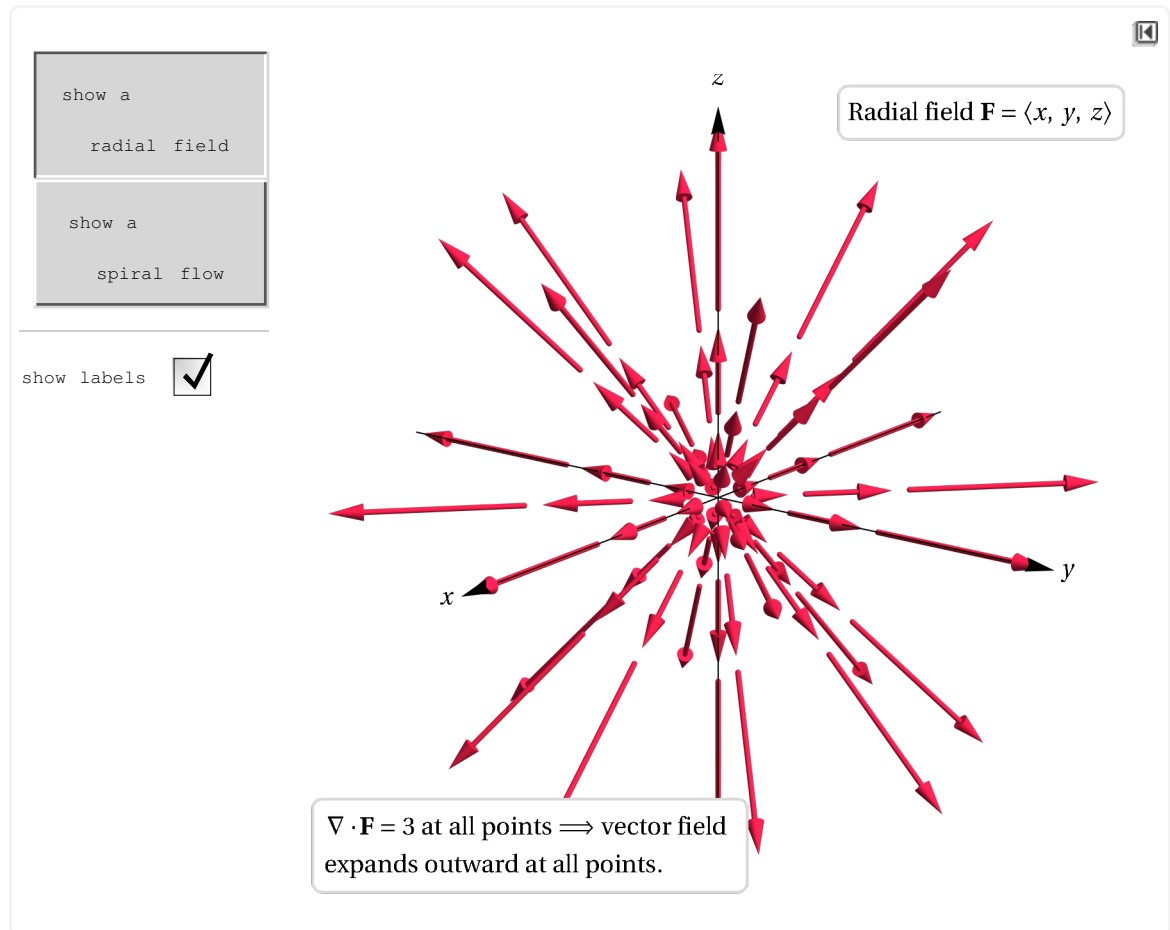 show a
radial field
show a
spiral flow
show labels
z
Radial field F = ⟨x, y, z⟩
x
y
∇ · F = 3 at all points ⟹ vector field
expands outward at all points.